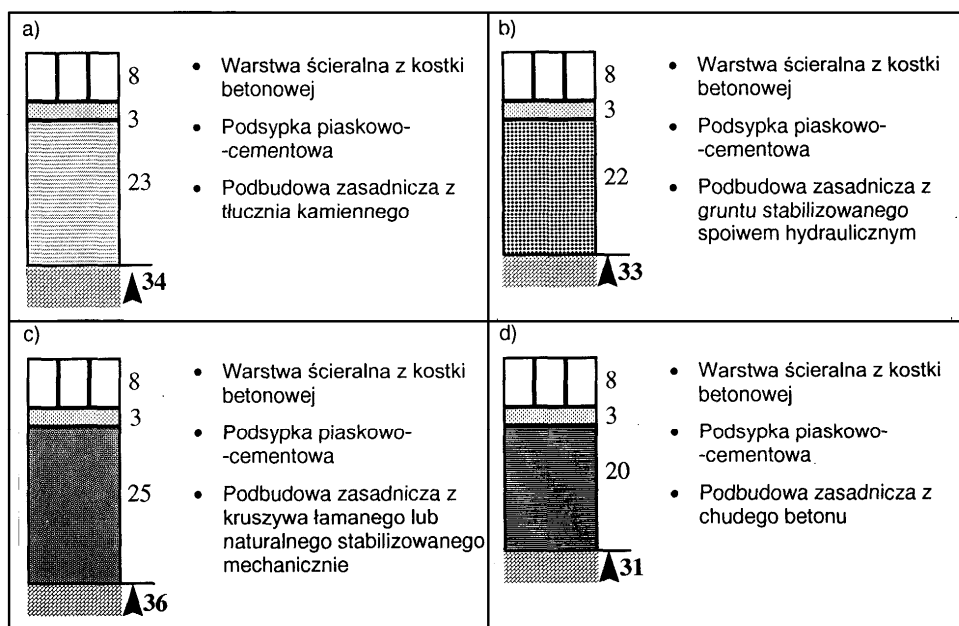 a)
8
3
23
34
• Warstwa ścieralna z kostki
betonowej
• Podsypka piaskowo-
-cementowa
• Podbudowa zasadnicza z
tłucznia kamiennego
b)
8
3
22
33
• Warstwa ścieralna z kostki
betonowej
• Podsypka piaskowo-
-cementowa
• Podbudowa zasadnicza z
gruntu stabilizowanego
spoiwem hydraulicznym
c)
8
3
25
36
• Warstwa ścieralna z kostki
betonowej
• Podsypka piaskowo-
-cementowa
• Podbudowa zasadnicza z
kruszywa łamanego lub
naturalnego stabilizowanego
mechanicznie
d)
8
3
20
31
• Warstwa ścieralna z kostki
betonowej
• Podsypka piaskowo-
-cementowa
• Podbudowa zasadnicza z
chudego betonu